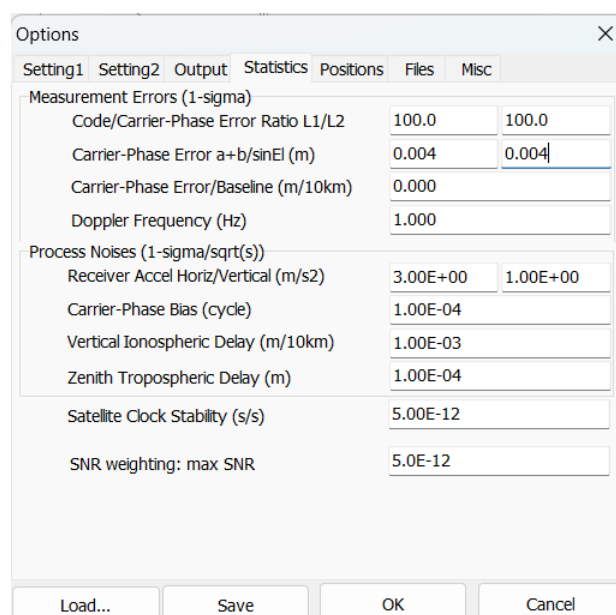 Options
Setting1 Setting2 Output Statistics Positions Files Misc
Measurement Errors (1-sigma)
Code/Carrier-Phase Error Ratio L1/L2 100.0 100.0
Carrier-Phase Error a+b/sinEl (m) 0.004 0.004
Carrier-Phase Error/Baseline (m/10km) 0.000
Doppler Frequency (Hz) 1.000
Process Noises (1-sigma/sqrt(s))
Receiver Accel Horiz/Vertical (m/s2) 3.00E+00 1.00E+00
Carrier-Phase Bias (cycle) 1.00E-04
Vertical Ionospheric Delay (m/10km) 1.00E-03
Zenith Tropospheric Delay (m) 1.00E-04
Satellite Clock Stability (s/s) 5.00E-12
SNR weighting: max SNR 5.0E-12
Load... Save OK Cancel